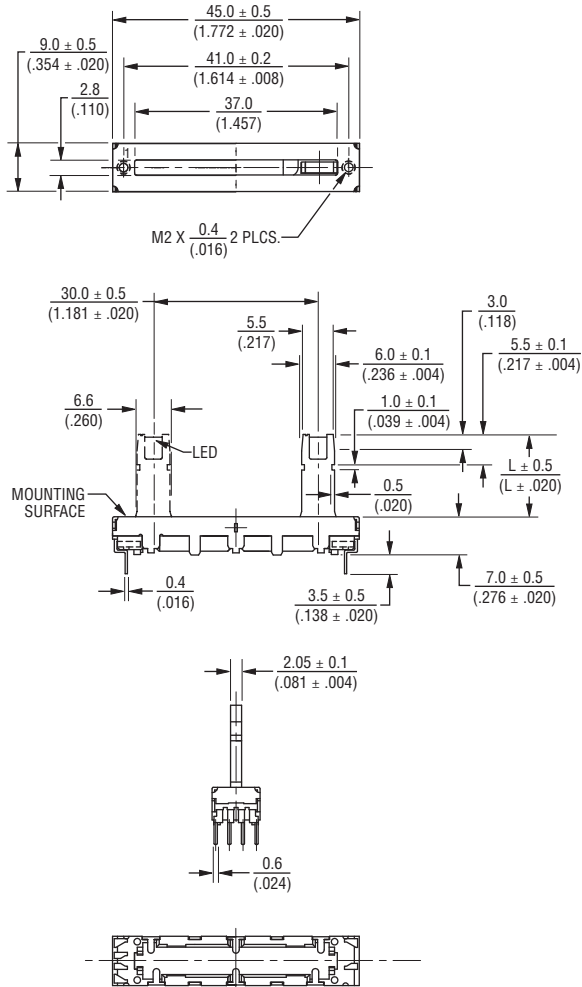 45.0 ± 0.5
(1.772 ± .020)
9.0 ± 0.5
(.354 ± .020)
41.0 ± 0.2
(1.614 ± .008)
2.8
(.110)
37.0
(1.457)
M2 X 0.4 2 PLCS.
(.016)
30.0 ± 0.5
(1.181 ± .020)
3.0
(.118)
5.5
(.217)
5.5 ± 0.1
(.217 ± .004)
6.0 ± 0.1
(.236 ± .004)
6.6
(.260)
1.0 ± 0.1
(.039 ± .004)
LED
L ± 0.5
(L ± .020)
MOUNTING
SURFACE
0.5
(.020)
0.4
(.016)
3.5 ± 0.5
(.138 ± .020)
7.0 ± 0.5
(.276 ± .020)
2.05 ± 0.1
(.081 ± .004)
0.6
(.024)